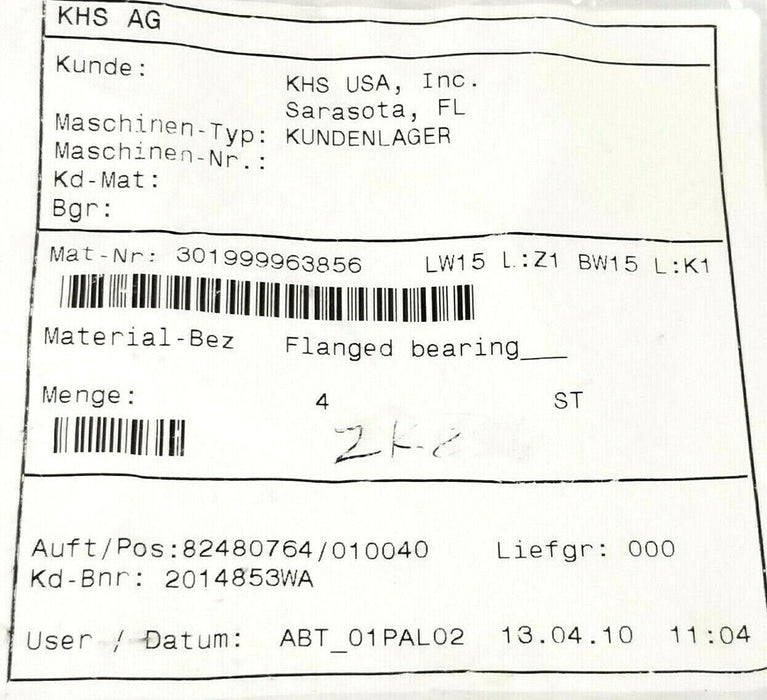 KHS AG
Kunde:
KHS USA, Inc.
Sarasota, FL
Maschinen-Typ: KUNDENLAGER
Maschinen-Nr.:
Kd-Mat:
Bgr:
Mat-Nr: 301999963856 LW15 L:Z1 BW15 L:K1
Material-Bez Flanged bearing___
Menge: 4 ST
Auft/Pos:82480764/010040 Liefgr: 000
Kd-Bnr: 2014853WA
User / Datum: ABT_01PAL02 13.04.10 11:04